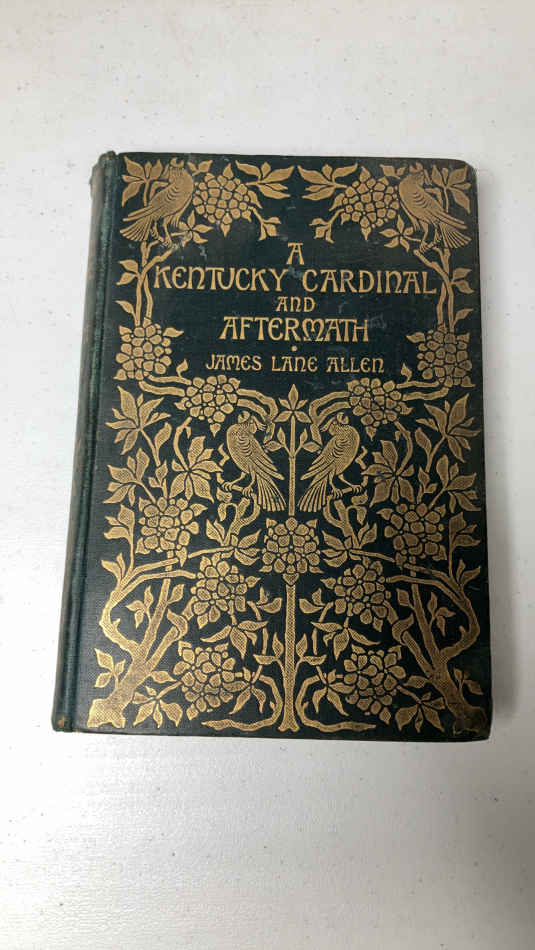 A
KENTUCKY CARDINAL
AND
AFTERMATH
JAMES LANE ALLEN